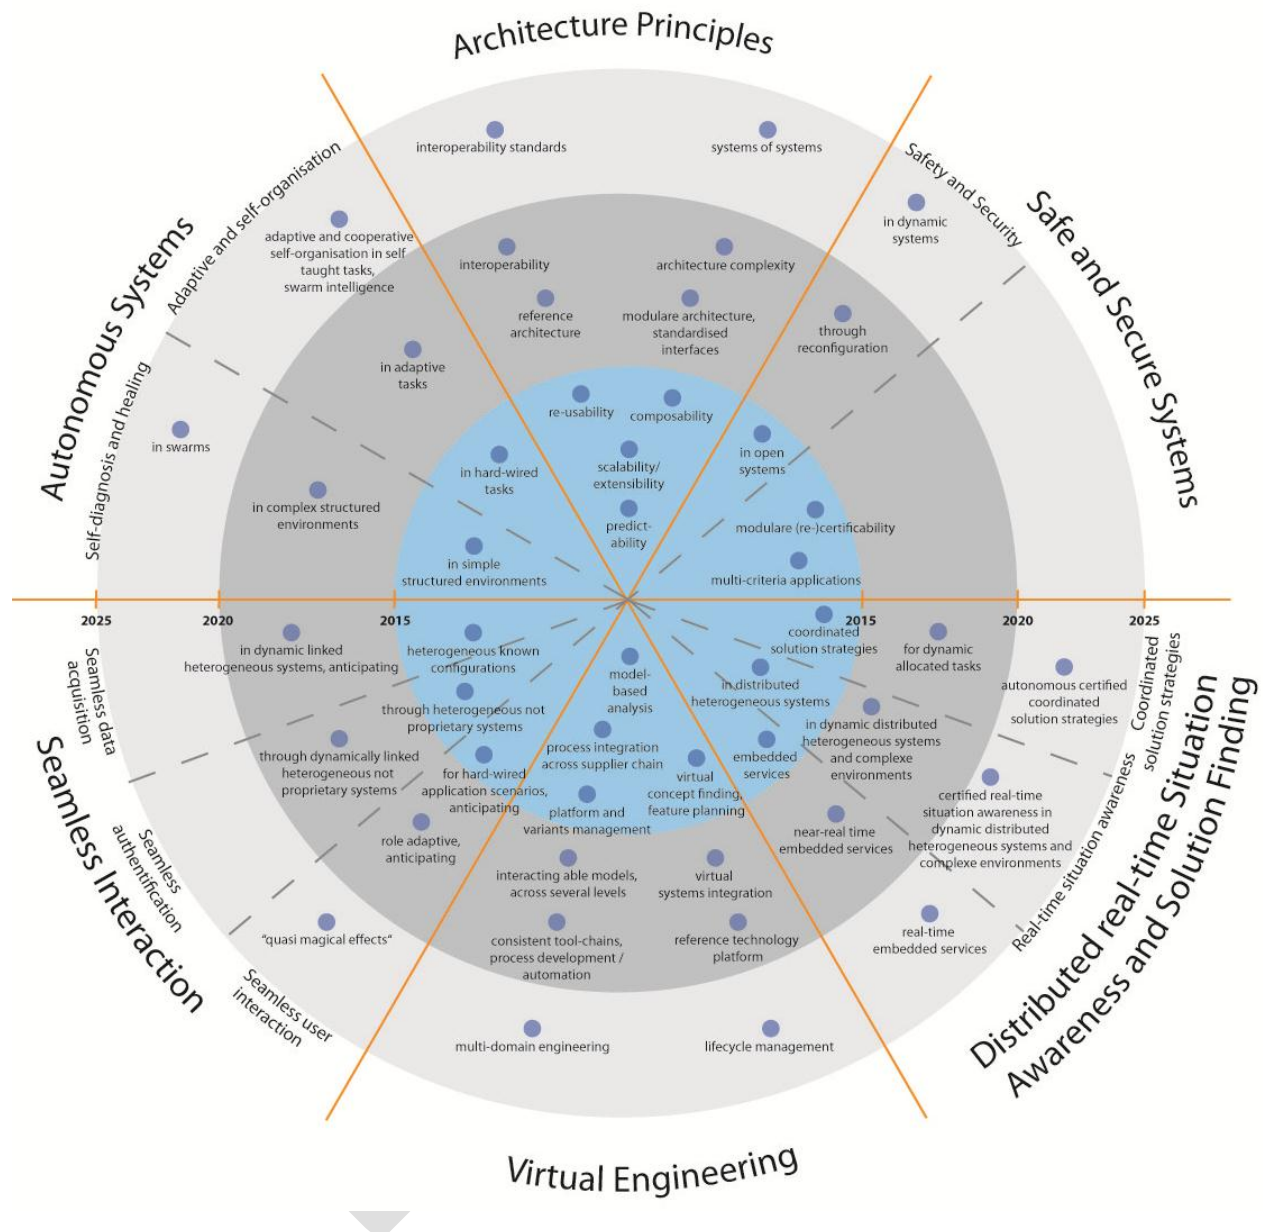 Architecture Principles
interoperability standards
systems of systems
interoperability
architecture complexity
reference
architecture
modulare architecture,
standardised
interfaces
re-usability
composability
scalability/
extensibility
predict-
ability
Safe and Secure Systems
Safety and Security
in dynamic
systems
through
reconfiguration
in open
systems
modulare (re-)certificability
multi-criteria applications
Autonomous Systems
Adaptive and self-organisation
adaptive and cooperative
self-organisation in self
taught tasks,
swarm intelligence
in adaptive
tasks
in hard-wired
tasks
Self-diagnosis and healing
in swarms
in complex structured
environments
in simple
structured environments
2025
2020
2015
2015
2020
2025
Seamless Interaction
Seamless data
acquisition
in dynamic linked
heterogeneous systems, anticipating
heterogeneous known
configurations
Seamless
authentification
through dynamically linked
heterogeneous not
proprietary systems
through heterogeneous not
proprietary systems
Seamless user
interaction
"quasi magical effects"
role adaptive,
anticipating
for hard-wired
application scenarios,
anticipating
Virtual Engineering
model-
based
analysis
process integration
across supplier chain
virtual
concept finding,
feature planning
platform and
variants management
interacting able models,
across several levels
virtual
systems integration
consistent tool-chains,
process development /
automation
reference technology
platform
multi-domain engineering
lifecycle management
Distributed real-time Situation
Awareness and Solution Finding
Coordinated
solution strategies
coordinated
solution strategies
for dynamic
allocated tasks
autonomous certified
coordinated
solution strategies
Real-time situation awareness
in distributed
heterogeneous systems
in dynamic distributed
heterogeneous systems
and complexe
environments
certified real-time
situation awareness in
dynamic distributed
heterogeneous systems and
complexe environments
embedded
services
near-real time
embedded services
real-time
embedded services